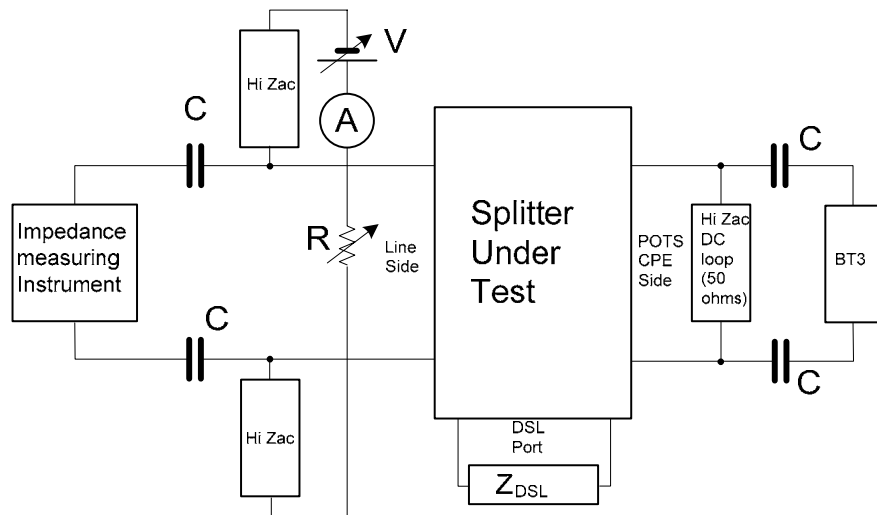 V
Hi Zac
A
C
C
Impedance
measuring
Instrument
R
Line
Side
Splitter
Under
Test
POTS
CPE
Side
Hi Zac
DC
loop
(50
ohms)
BT3
C
C
Hi Zac
DSL
Port
ZDSL